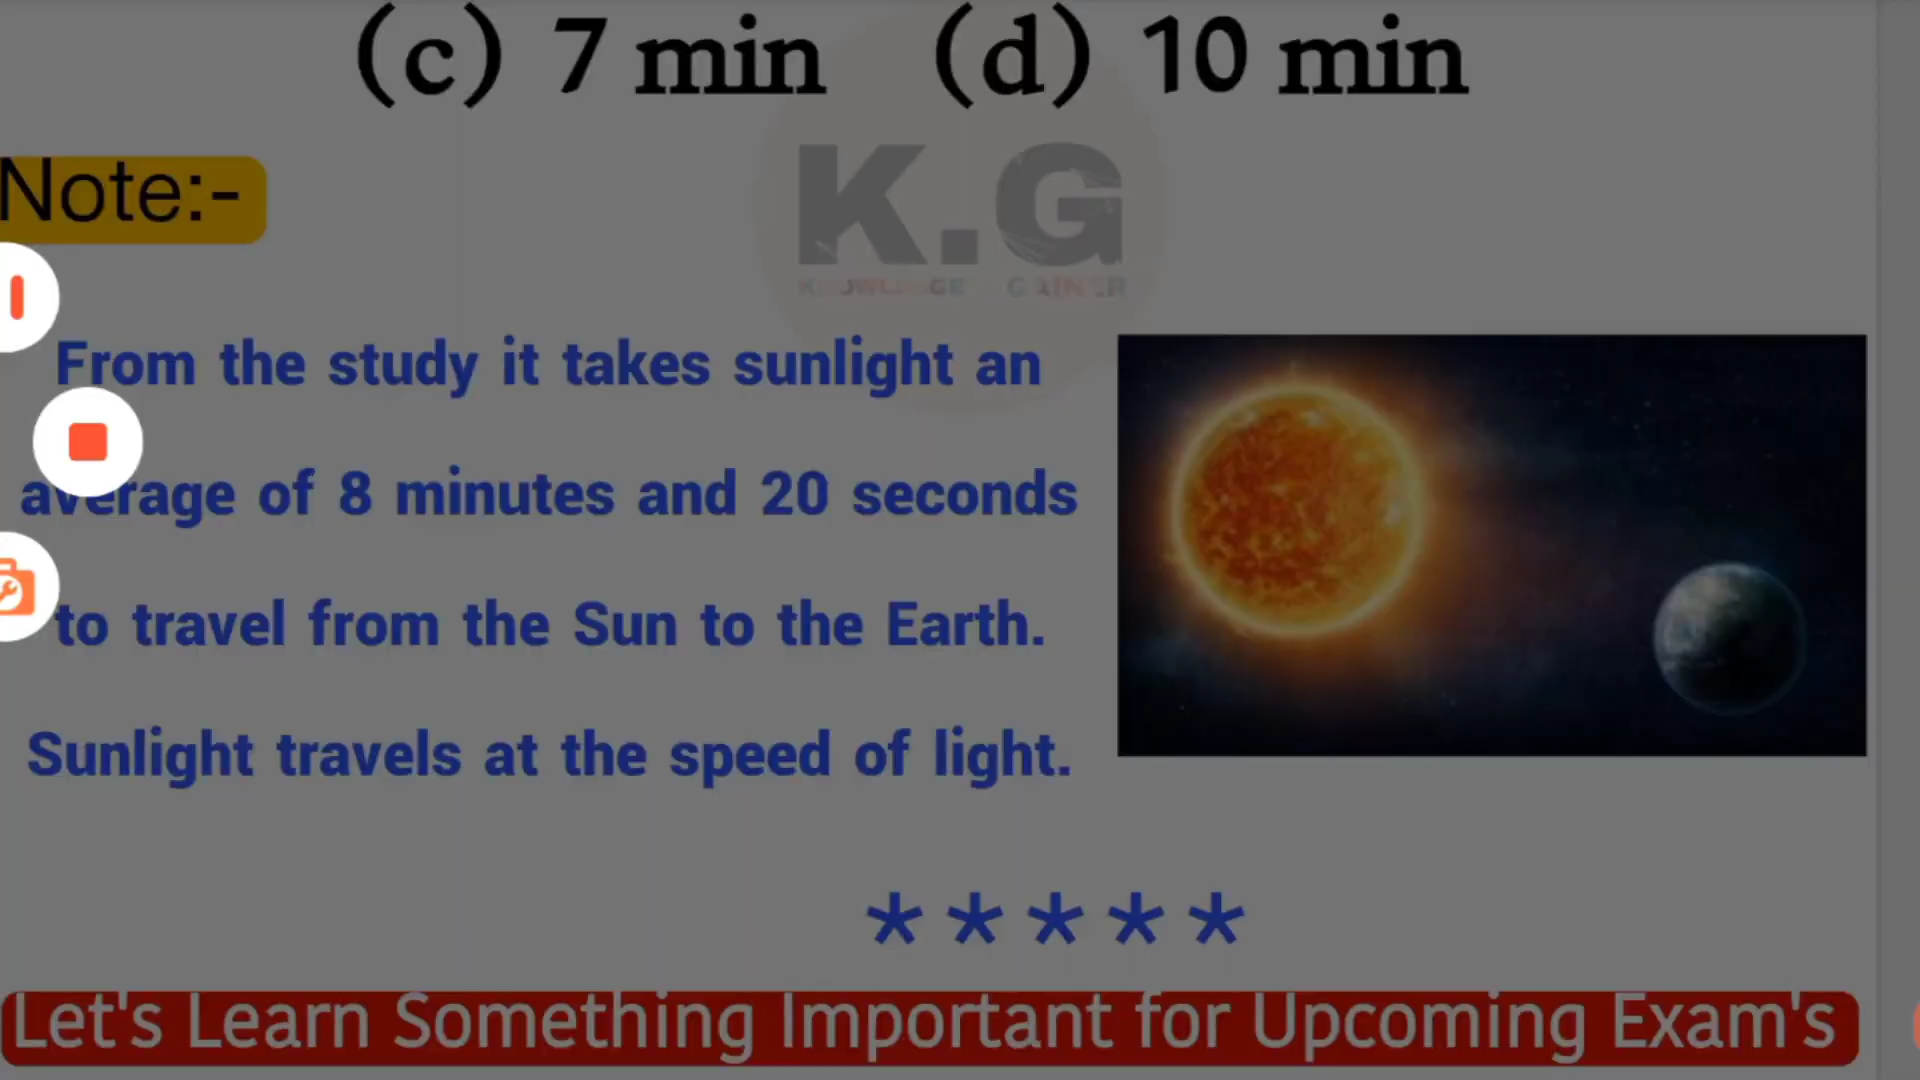 (c) 7 min (d) 10 min
Note:-
K.G
KNOWLEDGE GAINER
From the study it takes sunlight an
average of 8 minutes and 20 seconds
to travel from the Sun to the Earth.
Sunlight travels at the speed of light.
*****
Let's Learn Something Important for Upcoming Exam's